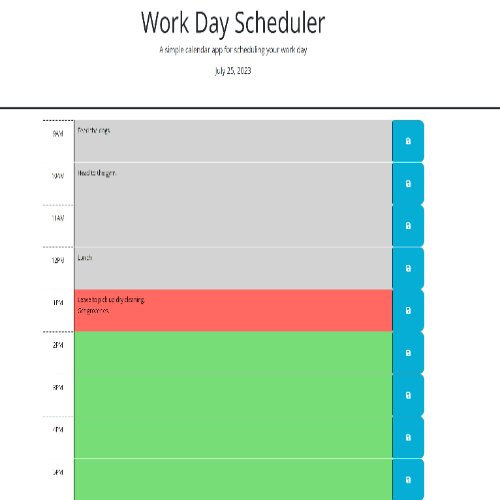 Work Day Scheduler
A simple calendar app for scheduling your work day
July 25, 2023
9AM
Feed the dogs.
10AM
Head to the gym.
11AM
12PM
Lunch
1PM
Leave to pick up dry cleaning.
Get groceries.
2PM
3PM
4PM
5PM